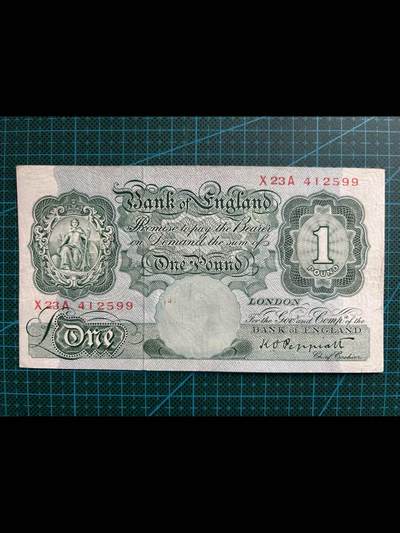 X23A 412599
Bank of England
Promise to pay the Bearer
on Demand the sum of
One Pound
1
POUND
X23A 412599
LONDON
For the Govr. and Compa. of the
BANK OF ENGLAND
£One
K O Peppiatt
Chief Cashier